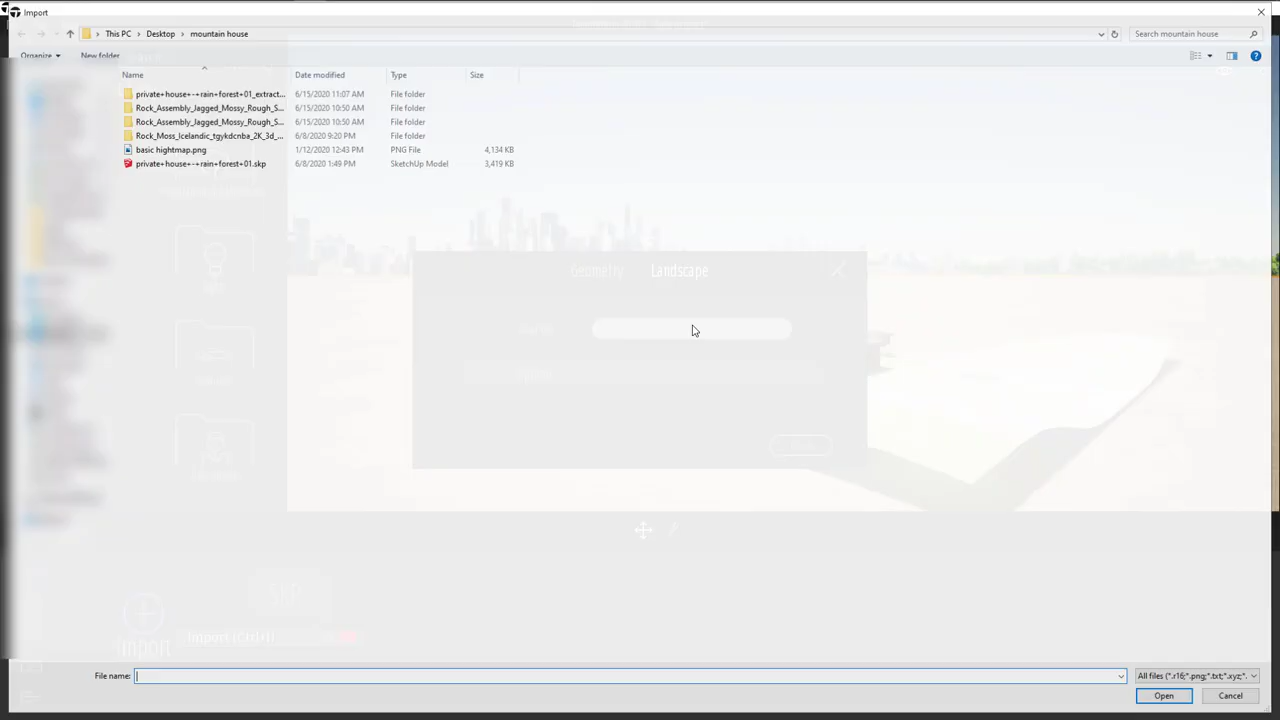 Import
This PC > Desktop > mountain house
Search mountain house
Organize
New folder
Name Date modified Type Size
private+house+-+rain+forest+01_extract... 6/15/2020 11:07 AM File folder
Rock_Assembly_Jagged_Mossy_Rough_S... 6/15/2020 10:50 AM File folder
Rock_Assembly_Jagged_Mossy_Rough_S... 6/15/2020 10:50 AM File folder
Rock_Moss_Icelandic_tgykdcnba_2K_3d_... 6/8/2020 9:20 PM File folder
basic hightmap.png 1/12/2020 12:43 PM PNG File 4,134 KB
private+house+-+rain+forest+01.skp 6/8/2020 1:49 PM SketchUp Model 3,419 KB
Geometry Landscape
Import (Ctrl+I)
Import
File name:
All files (*.r16;*.png;*.txt;*.xyz;*.
Open
Cancel